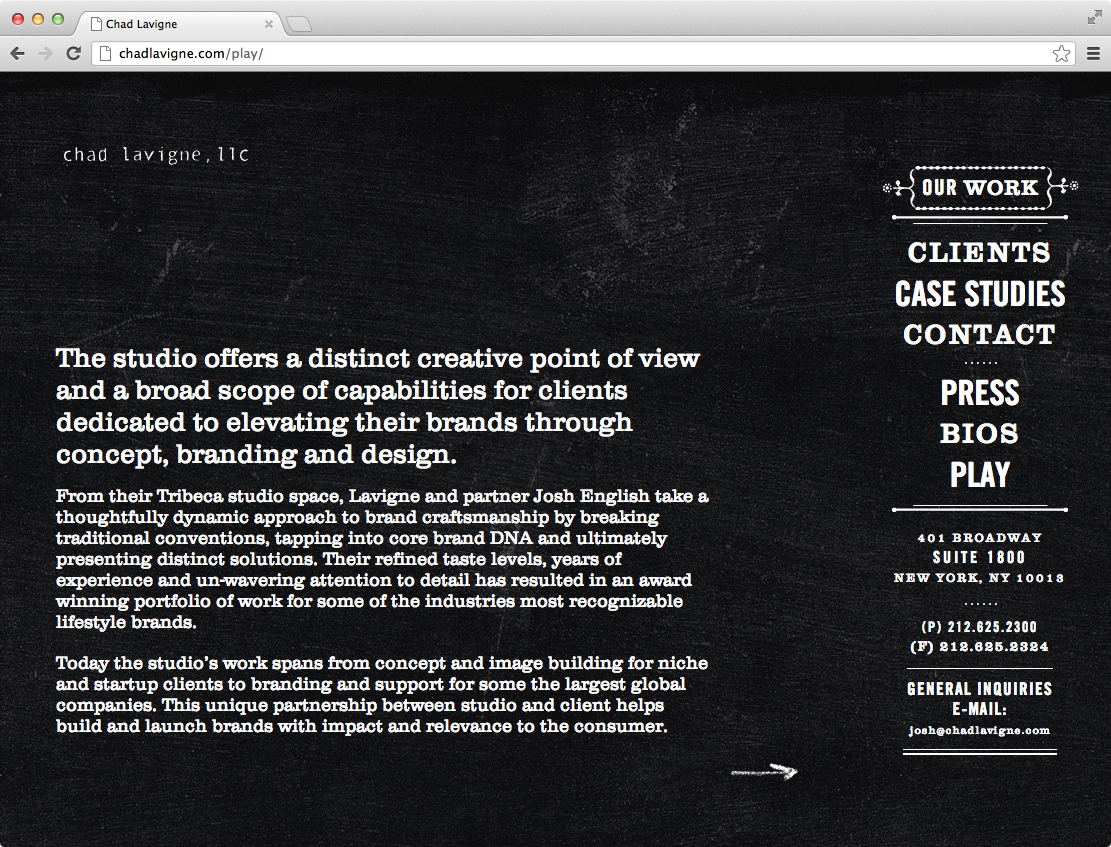 Chad Lavigne
chadlavigne.com/play/
chad lavigne,llc
The studio offers a distinct creative point of view
and a broad scope of capabilities for clients
dedicated to elevating their brands through
concept, branding and design.
From their Tribeca studio space, Lavigne and partner Josh English take a
thoughtfully dynamic approach to brand craftsmanship by breaking
traditional conventions, tapping into core brand DNA and ultimately
presenting distinct solutions. Their refined taste levels, years of
experience and un-wavering attention to detail has resulted in an award
winning portfolio of work for some of the industries most recognizable
lifestyle brands.
Today the studio's work spans from concept and image building for niche
and startup clients to branding and support for some the largest global
companies. This unique partnership between studio and client helps
build and launch brands with impact and relevance to the consumer.
OUR WORK
CLIENTS
CASE STUDIES
CONTACT
PRESS
BIOS
PLAY
401 BROADWAY
SUITE 1800
NEW YORK, NY 10013
(P) 212.625.2300
(F) 212.625.2324
GENERAL INQUIRIES
E-MAIL:
josh@chadlavigne.com